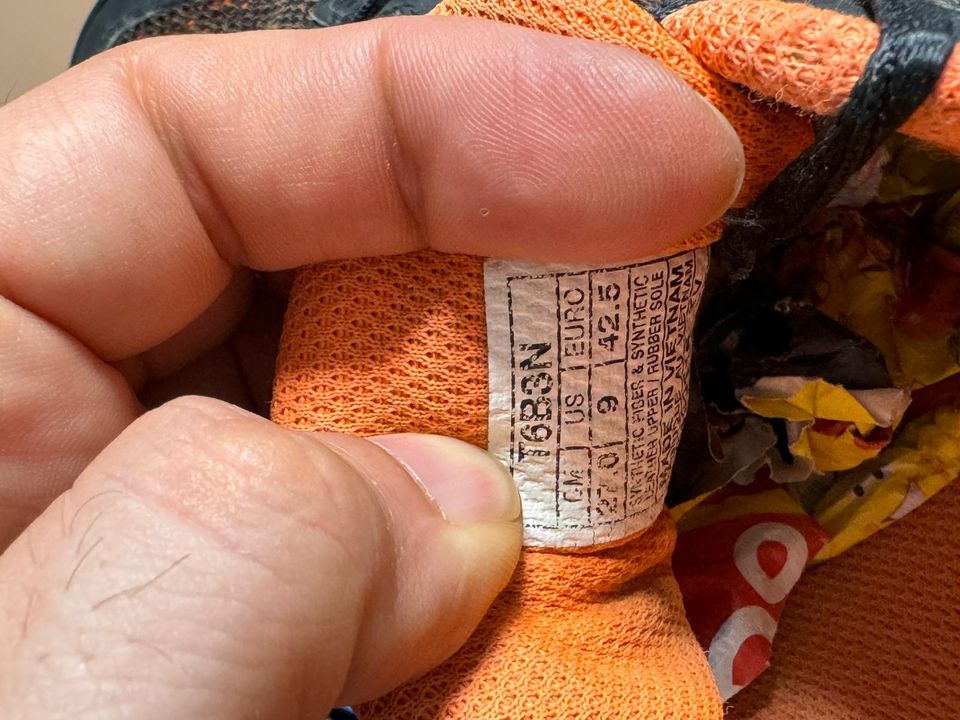 T6B3N
CM US EURO
27.0 9 42.5
SYNTHETIC FIBER & SYNTHETIC
LEATHER UPPER / RUBBER SOLE
MADE IN VIETNAM